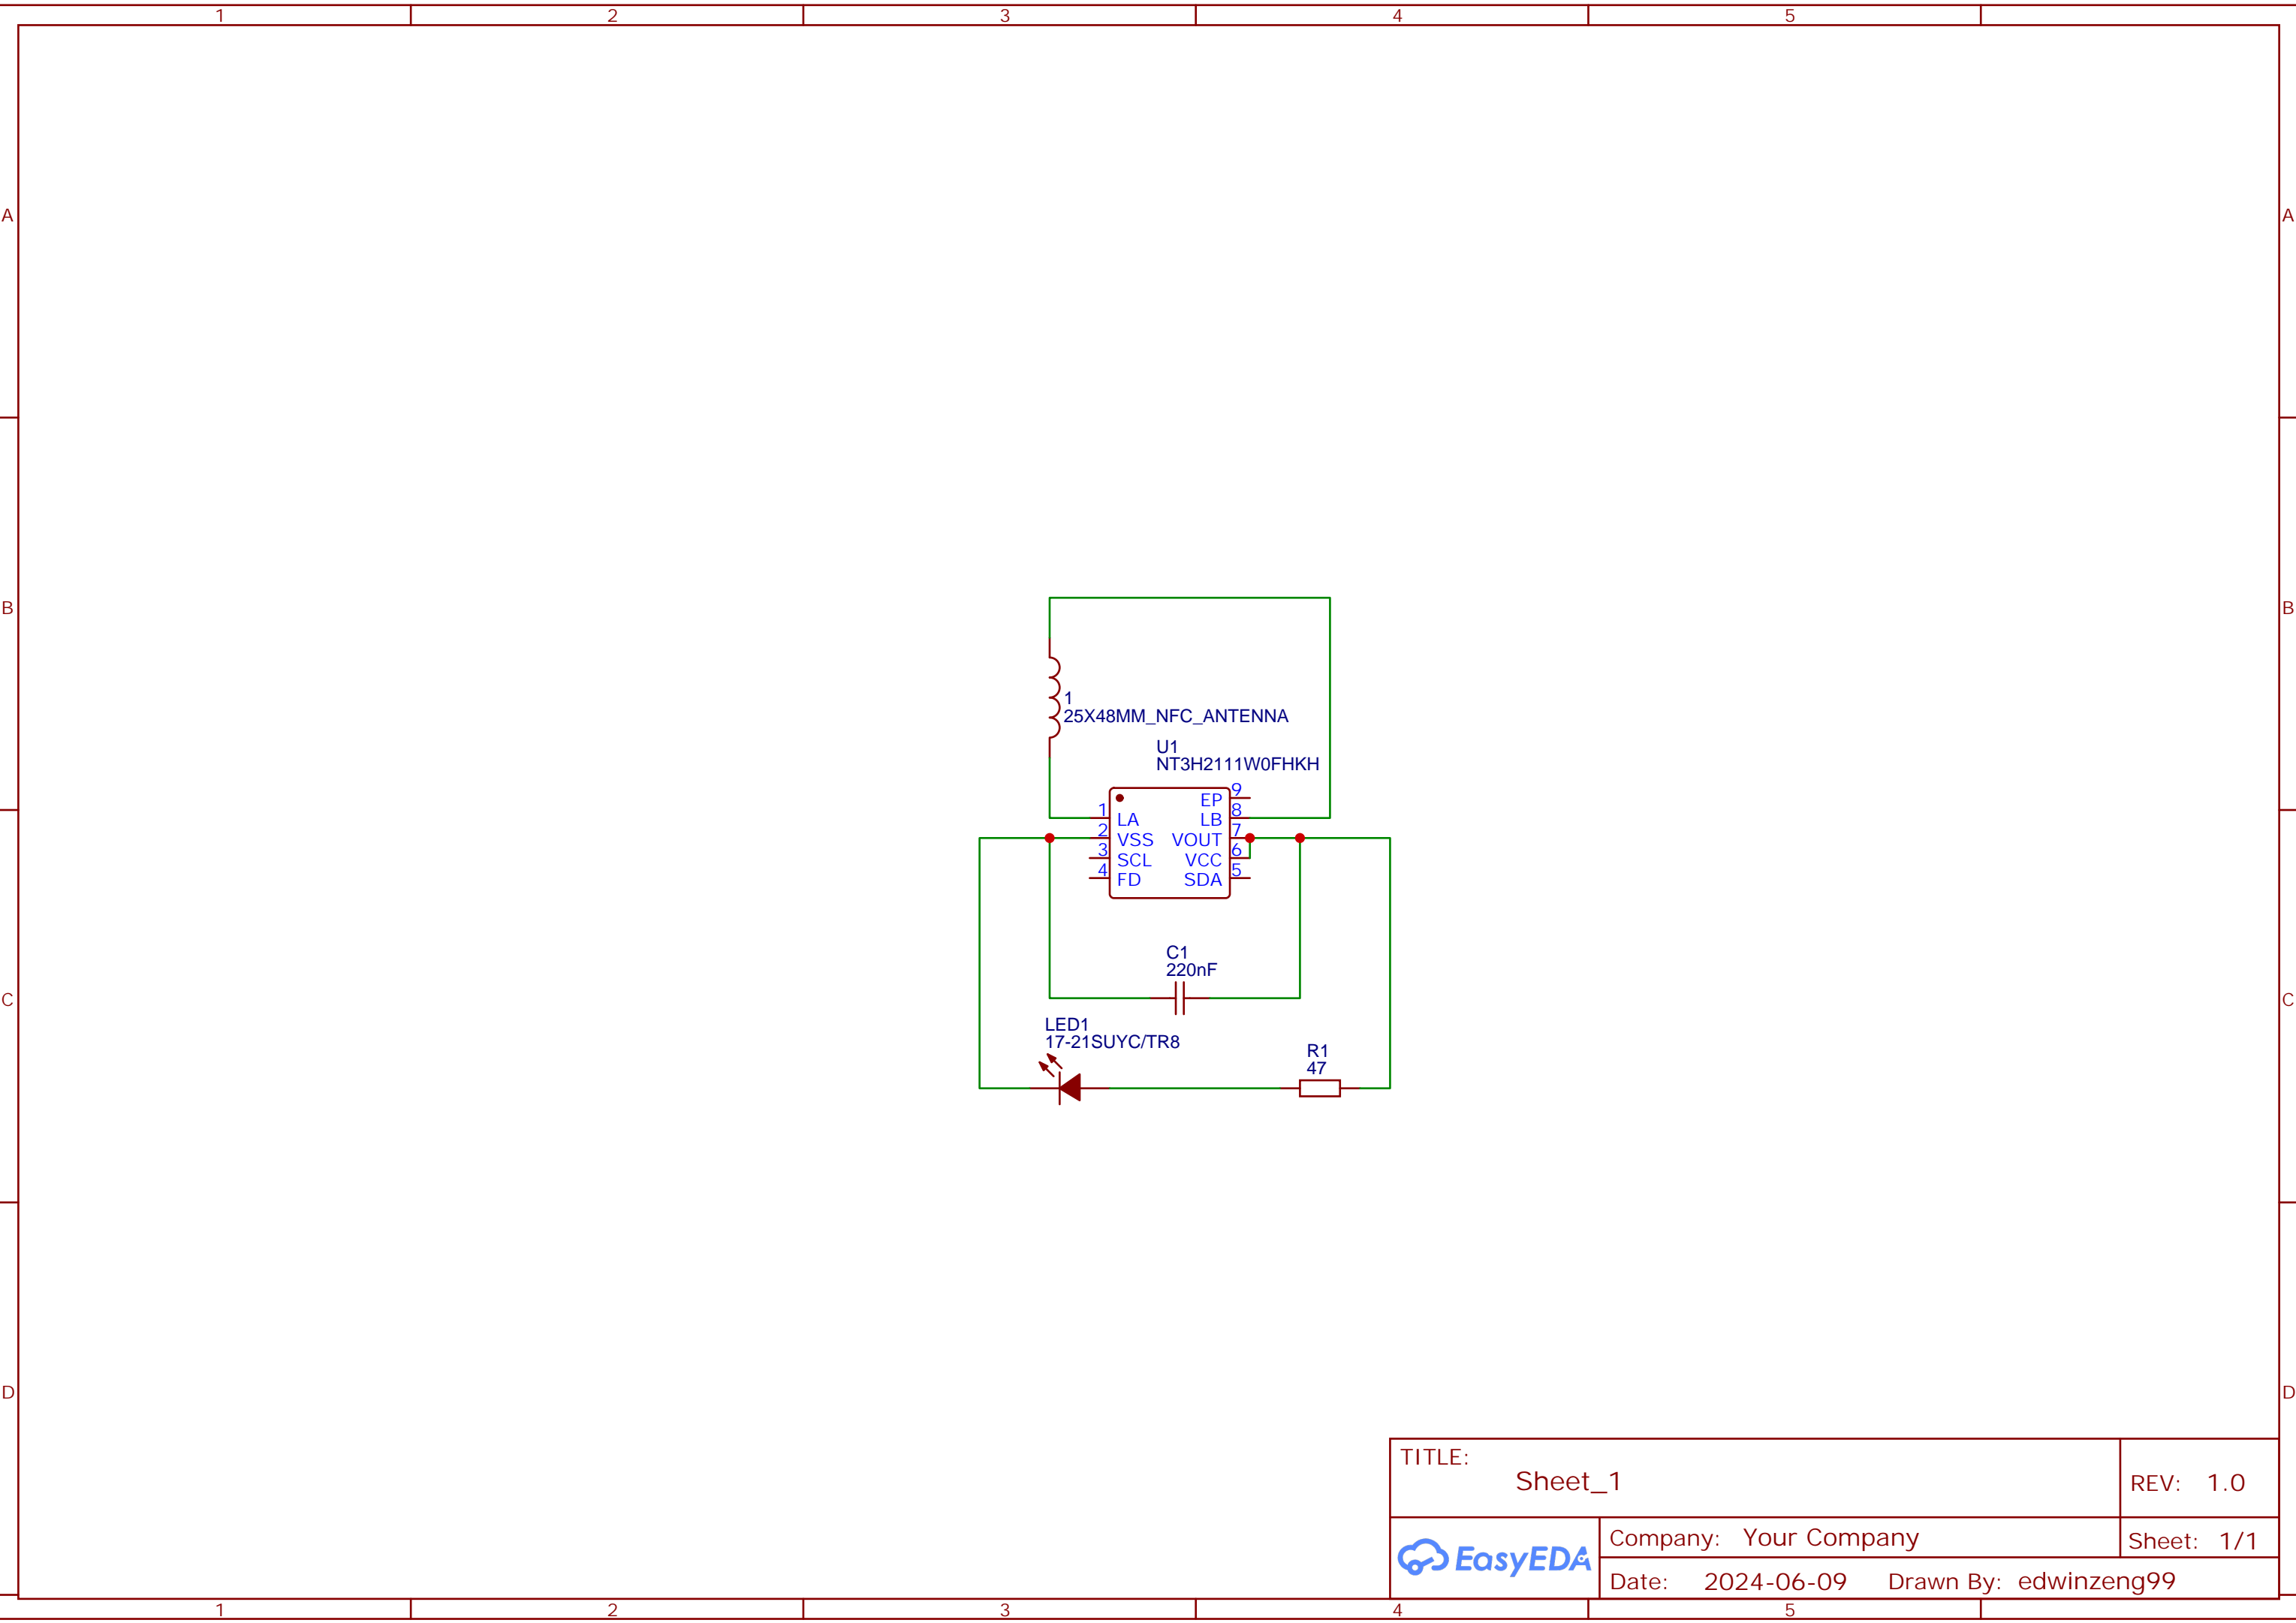 1 2 3 4 5
A A
B B
1
25X48MM_NFC_ANTENNA
U1
NT3H2111W0FHKH
EP 9
1 LA LB 8
2 VSS VOUT 7
3 SCL VCC 6
4 FD SDA 5
C1
220nF
C C
LED1
17-21SUYC/TR8
R1
47
D D
TITLE:
Sheet_1
REV: 1.0
EasyEDA
Company: Your Company
Sheet: 1/1
Date: 2024-06-09 Drawn By: edwinzeng99
1 2 3 4 5